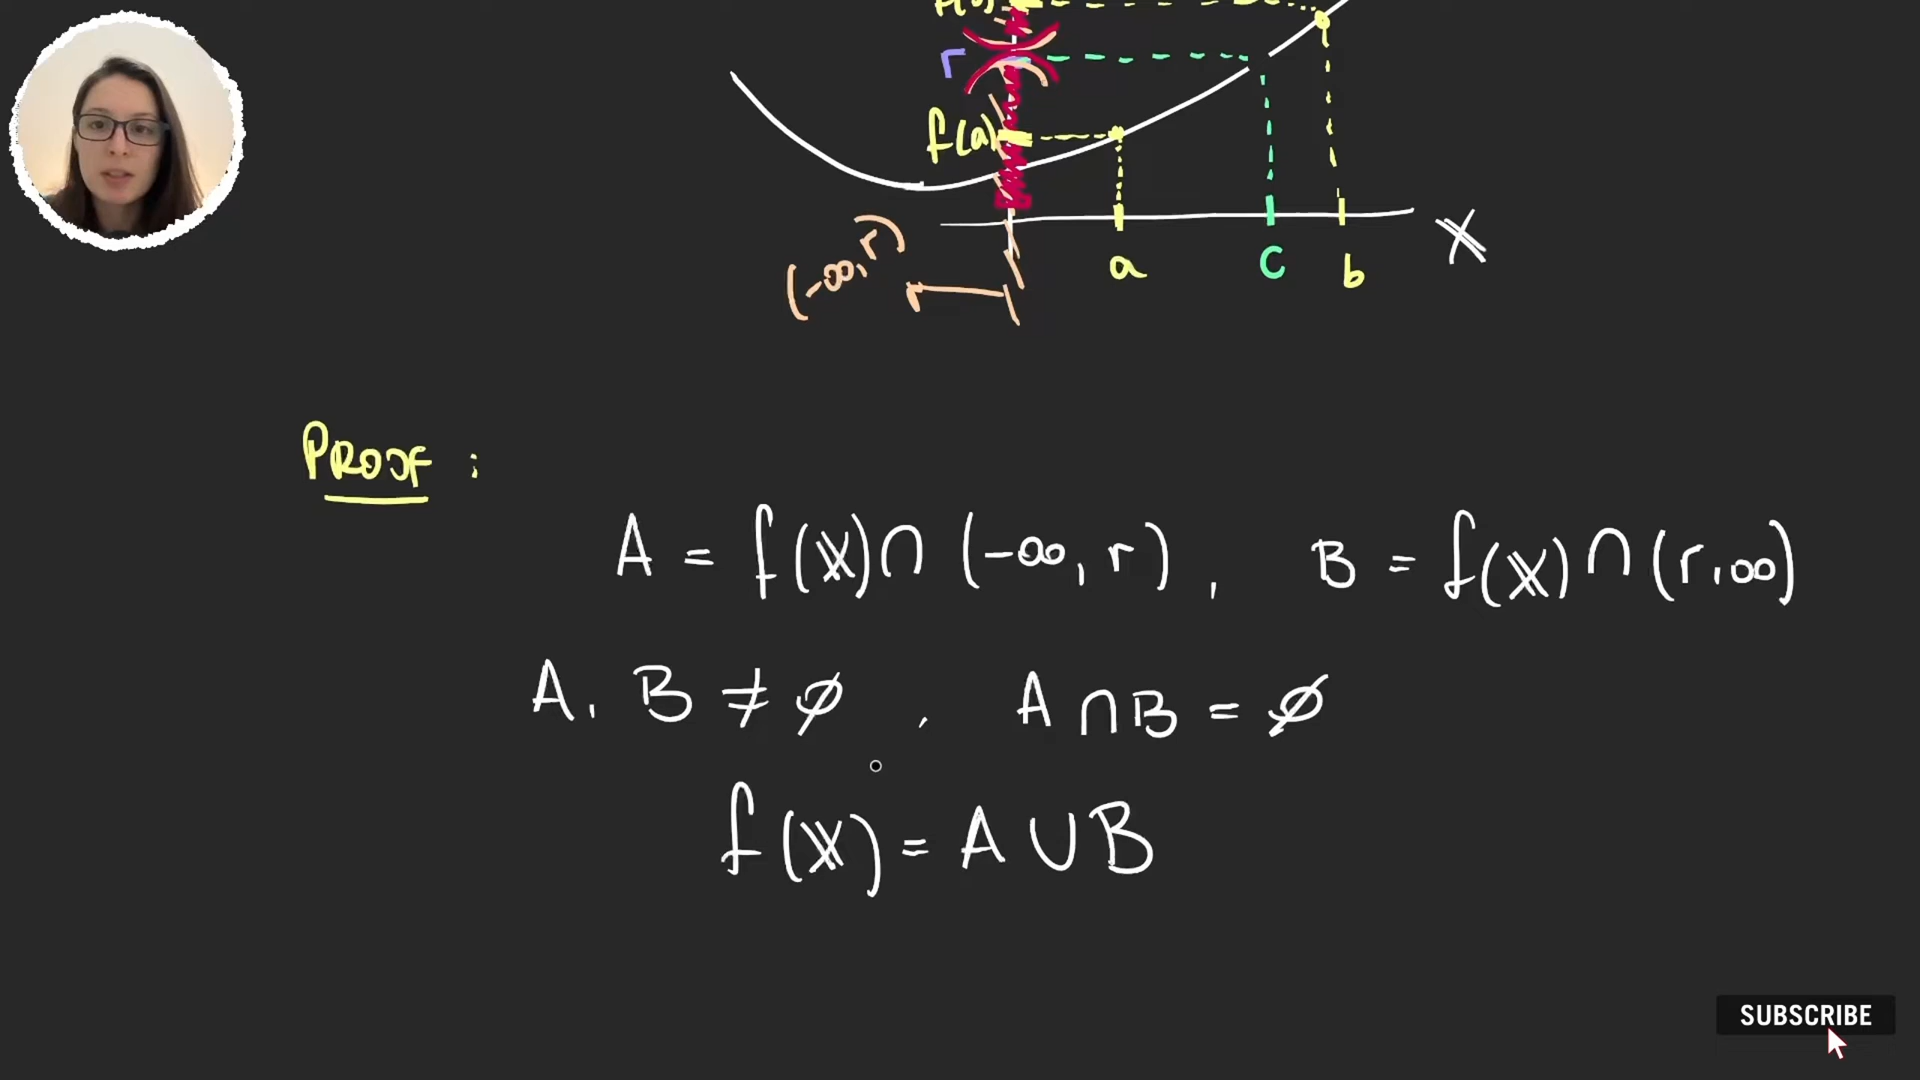 r
f(a)
(-∞, r)
a c b X
PROOF :
A = f(X) ∩ (-∞, r) , B = f(X) ∩ (r, ∞)
A, B ≠ ∅ , A ∩ B = ∅
f(X) = A ∪ B
SUBSCRIBE